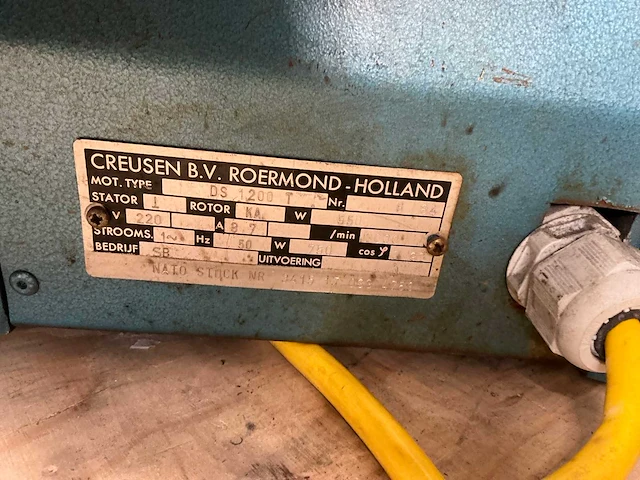 CREUSEN B.V. ROERMOND - HOLLAND
MOT. TYPE DS 1200 T Nr.
STATOR ROTOR KA W
V 220 A 8.7 /min
STROOMS. 1~ Hz 50 W cos φ
BEDRIJF SB UITVOERING
NATO STOCK NR